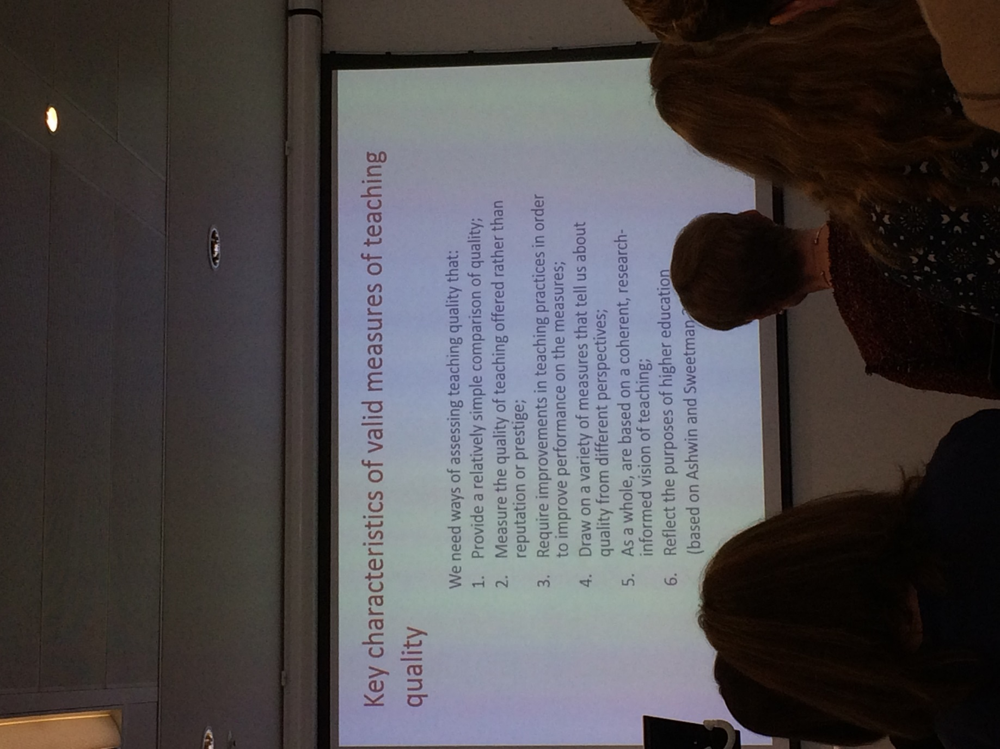 Key characteristics of valid measures of teaching
quality
We need ways of assessing teaching quality that:
1. Provide a relatively simple comparison of quality;
2. Measure the quality of teaching offered rather than
reputation or prestige;
3. Require improvements in teaching practices in order
to improve performance on the measures;
4. Draw on a variety of measures that tell us about
quality from different perspectives;
5. As a whole, are based on a coherent, research-
informed vision of teaching;
6. Reflect the purposes of higher education
(based on Ashwin and Sweetman